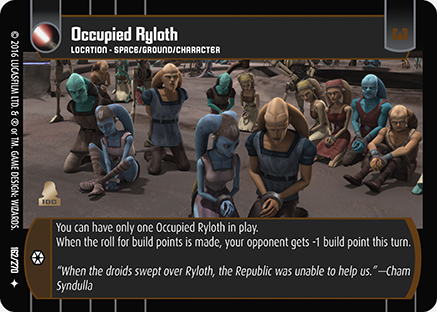 Occupied Ryloth
LOCATION - SPACE/GROUND/CHARACTER
IDC
You can have only one Occupied Ryloth in play.
When the roll for build points is made, your opponent gets -1 build point this turn.
"When the droids swept over Ryloth, the Republic was unable to help us." —Cham
Syndulla
© 2016 LUCASFILM LTD. & ® or TM. GAME DESIGN: WIZARDS.
162/270